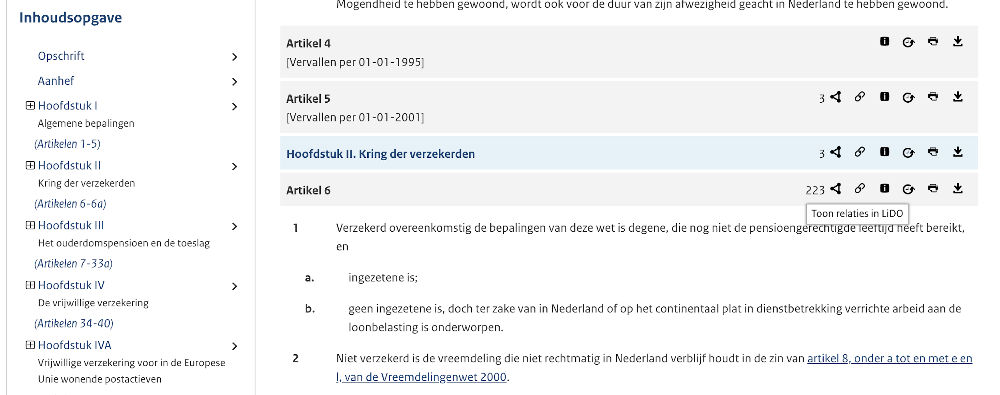 Inhoudsopgave
Opschrift
Aanhef
Hoofdstuk I
Algemene bepalingen
(Artikelen 1-5)
Hoofdstuk II
Kring der verzekerden
(Artikelen 6-6a)
Hoofdstuk III
Het ouderdomspensioen en de toeslag
(Artikelen 7-33a)
Hoofdstuk IV
De vrijwillige verzekering
(Artikelen 34-40)
Hoofdstuk IVA
Vrijwillige verzekering voor in de Europese
Unie wonende postactieven
Mogendheid te hebben gewoond, wordt ook voor de duur van zijn afwezigheid geacht in Nederland te hebben gewoond.
Artikel 4
[Vervallen per 01-01-1995]
Artikel 5 3
[Vervallen per 01-01-2001]
Hoofdstuk II. Kring der verzekerden 3
Artikel 6 223
Toon relaties in LiDO
1 Verzekerd overeenkomstig de bepalingen van deze wet is degene, die nog niet de pensioengerechtigde leeftijd heeft bereikt,
en
a. ingezetene is;
b. geen ingezetene is, doch ter zake van in Nederland of op het continentaal plat in dienstbetrekking verrichte arbeid aan de
loonbelasting is onderworpen.
2 Niet verzekerd is de vreemdeling die niet rechtmatig in Nederland verblijf houdt in de zin van artikel 8, onder a tot en met e en
l, van de Vreemdelingenwet 2000.